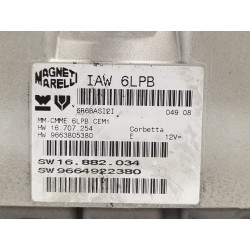 MAGNETI MARELLI
IAW 6LPB
6R6BASI2I 049 08
MM-CMME 6LPB CEM1
HW 16.707.254 Corbetta
HW 9663805380 E 12V=
SW16.882.034
SW9664922380